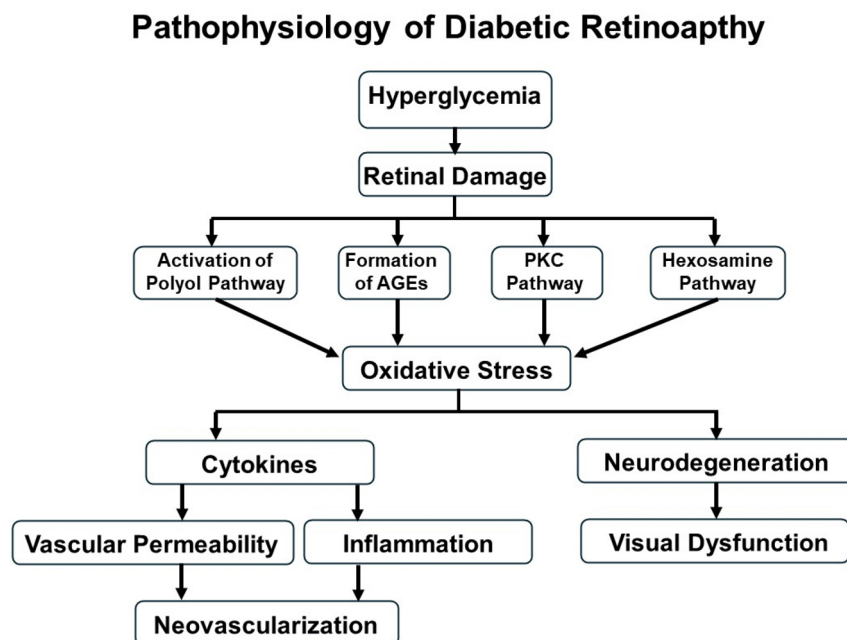 Pathophysiology of Diabetic Retinoapthy
Hyperglycemia
Retinal Damage
Activation of
Polyol Pathway
Formation
of AGEs
PKC
Pathway
Hexosamine
Pathway
Oxidative Stress
Cytokines
Neurodegeneration
Vascular Permeability
Inflammation
Visual Dysfunction
Neovascularization